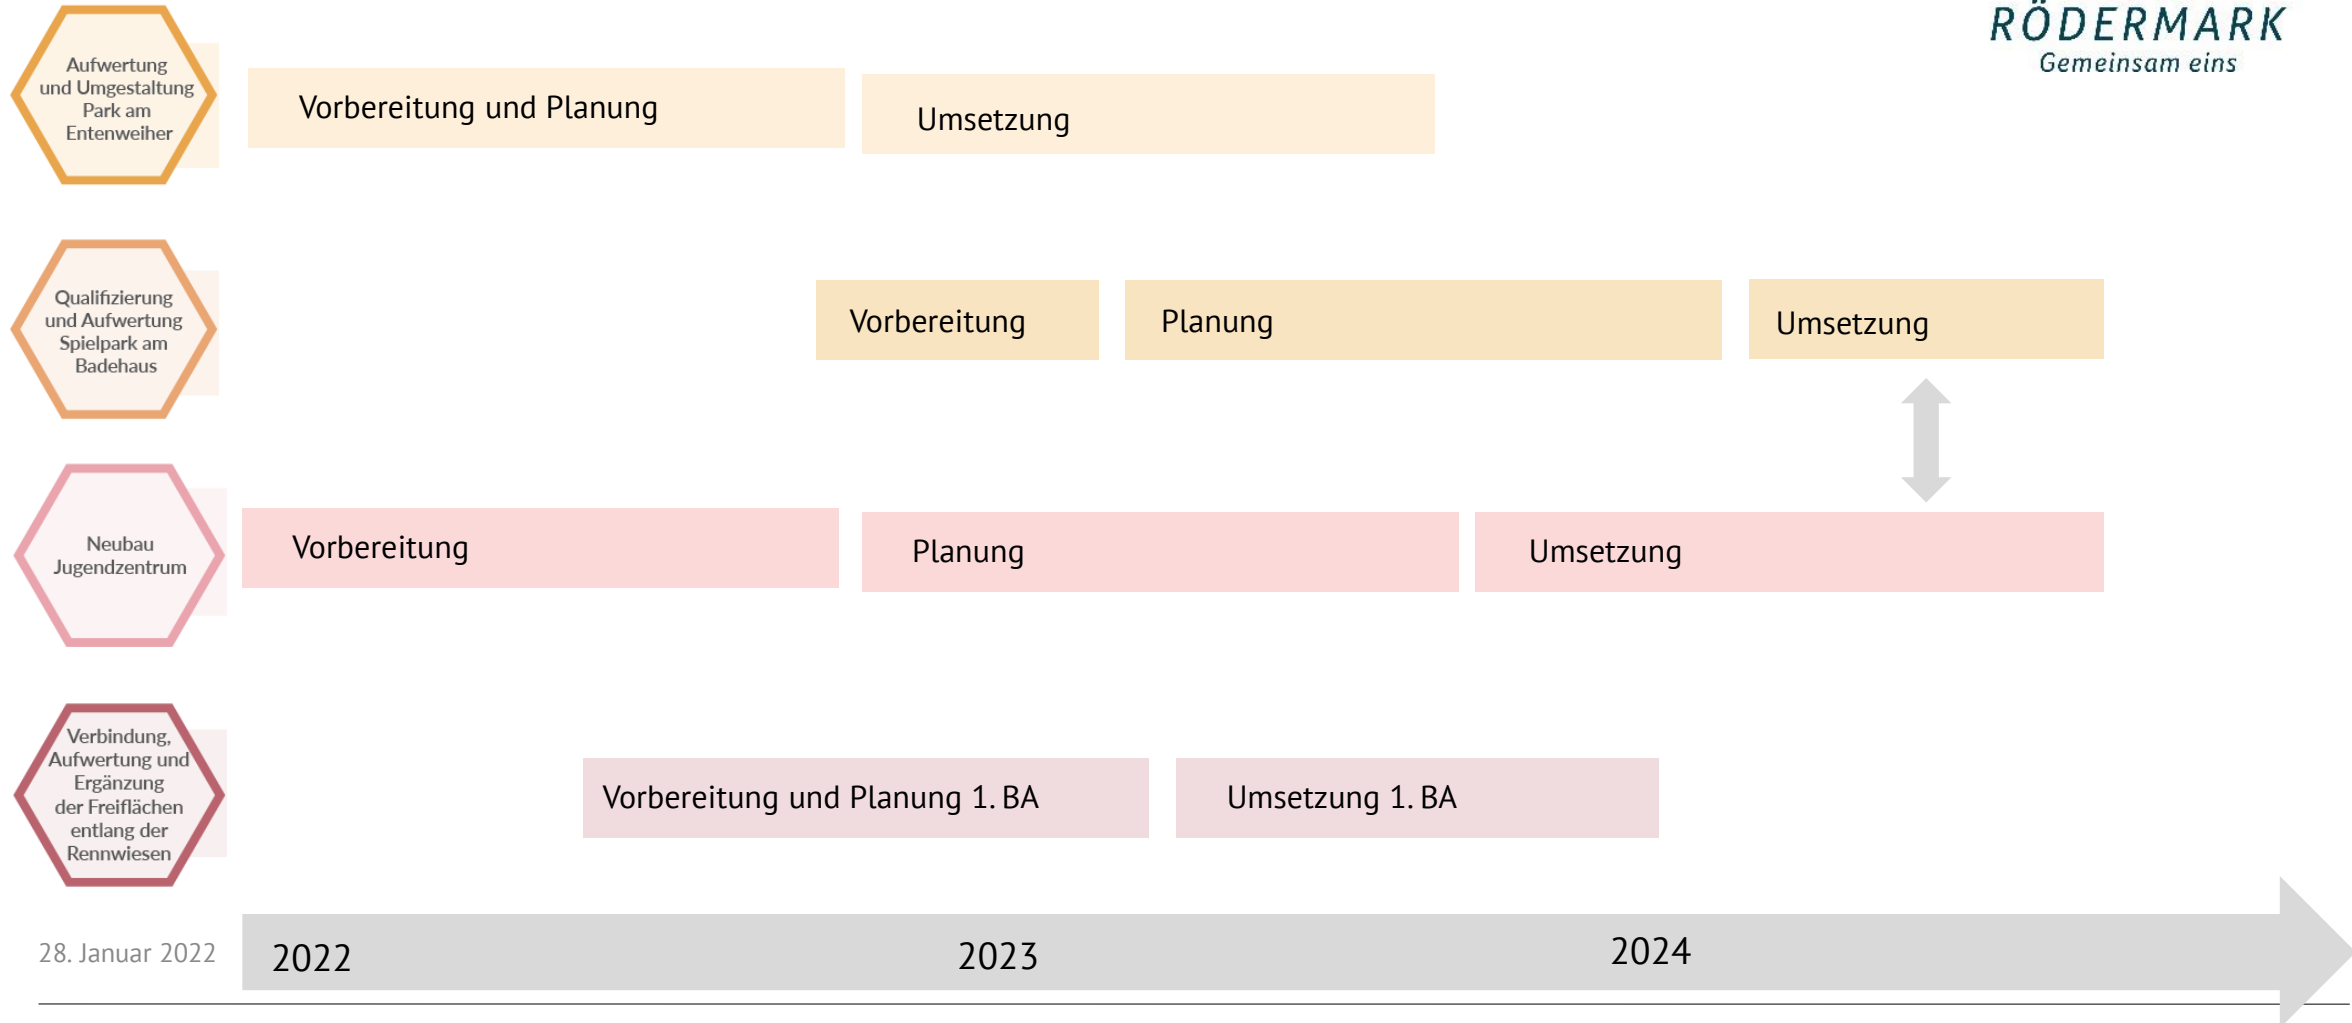 RÖDERMARK
Gemeinsam eins
Aufwertung
und Umgestaltung
Park am
Entenweiher
Vorbereitung und Planung
Umsetzung
Qualifizierung
und Aufwertung
Spielpark am
Badehaus
Vorbereitung
Planung
Umsetzung
Neubau
Jugendzentrum
Vorbereitung
Planung
Umsetzung
Verbindung,
Aufwertung und
Ergänzung
der Freiflächen
entlang der
Rennwiesen
Vorbereitung und Planung 1. BA
Umsetzung 1. BA
28. Januar 2022
2022
2023
2024